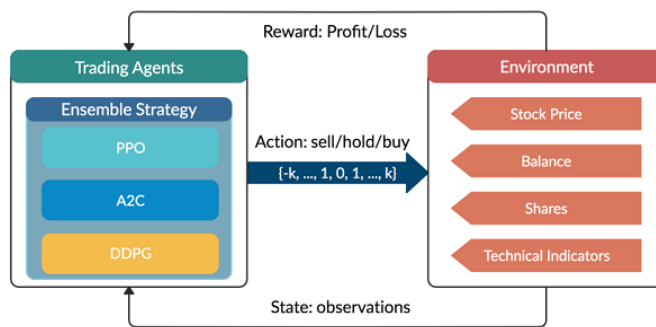 Reward: Profit/Loss
Trading Agents
Ensemble Strategy
PPO
A2C
DDPG
Action: sell/hold/buy
{-k, ..., 1, 0, 1, ..., k}
Environment
Stock Price
Balance
Shares
Technical Indicators
State: observations